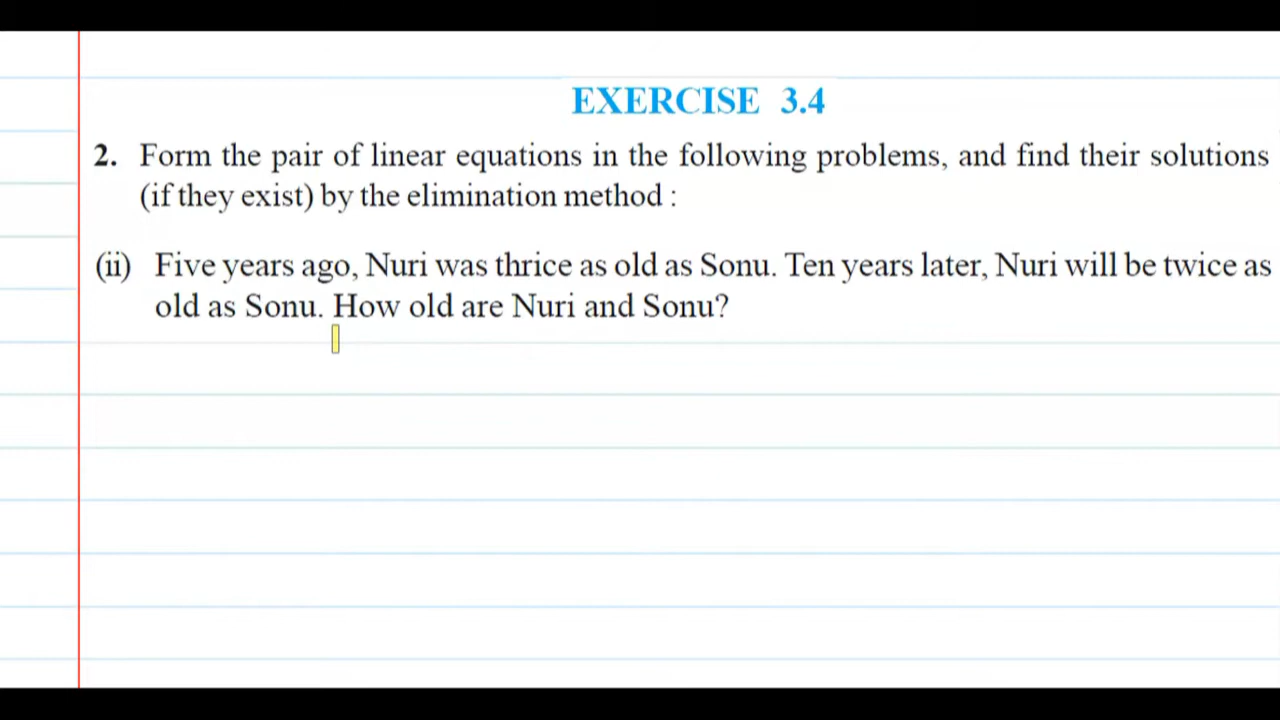 EXERCISE 3.4
2. Form the pair of linear equations in the following problems, and find their solutions
(if they exist) by the elimination method :
(ii) Five years ago, Nuri was thrice as old as Sonu. Ten years later, Nuri will be twice as
old as Sonu. How old are Nuri and Sonu?